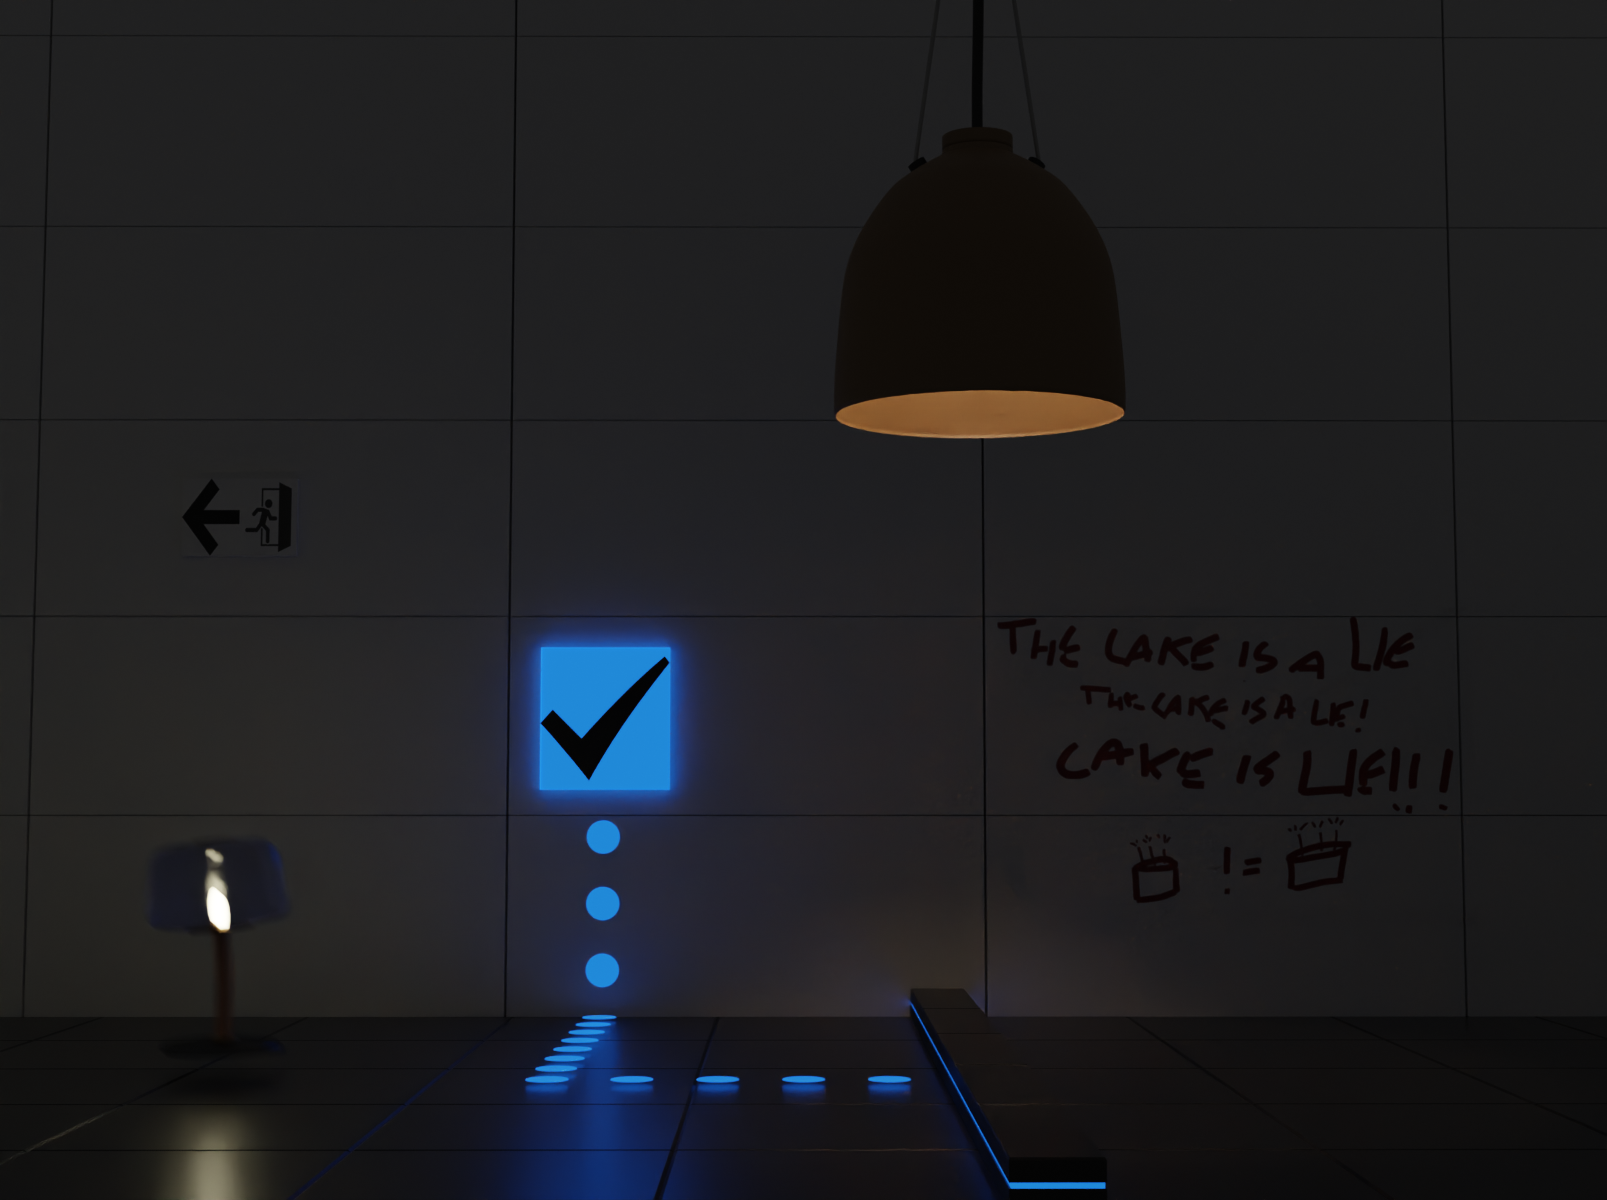 THE CAKE IS A LIE
THE CAKE IS A LIE!
CAKE IS LIE!!!
!=